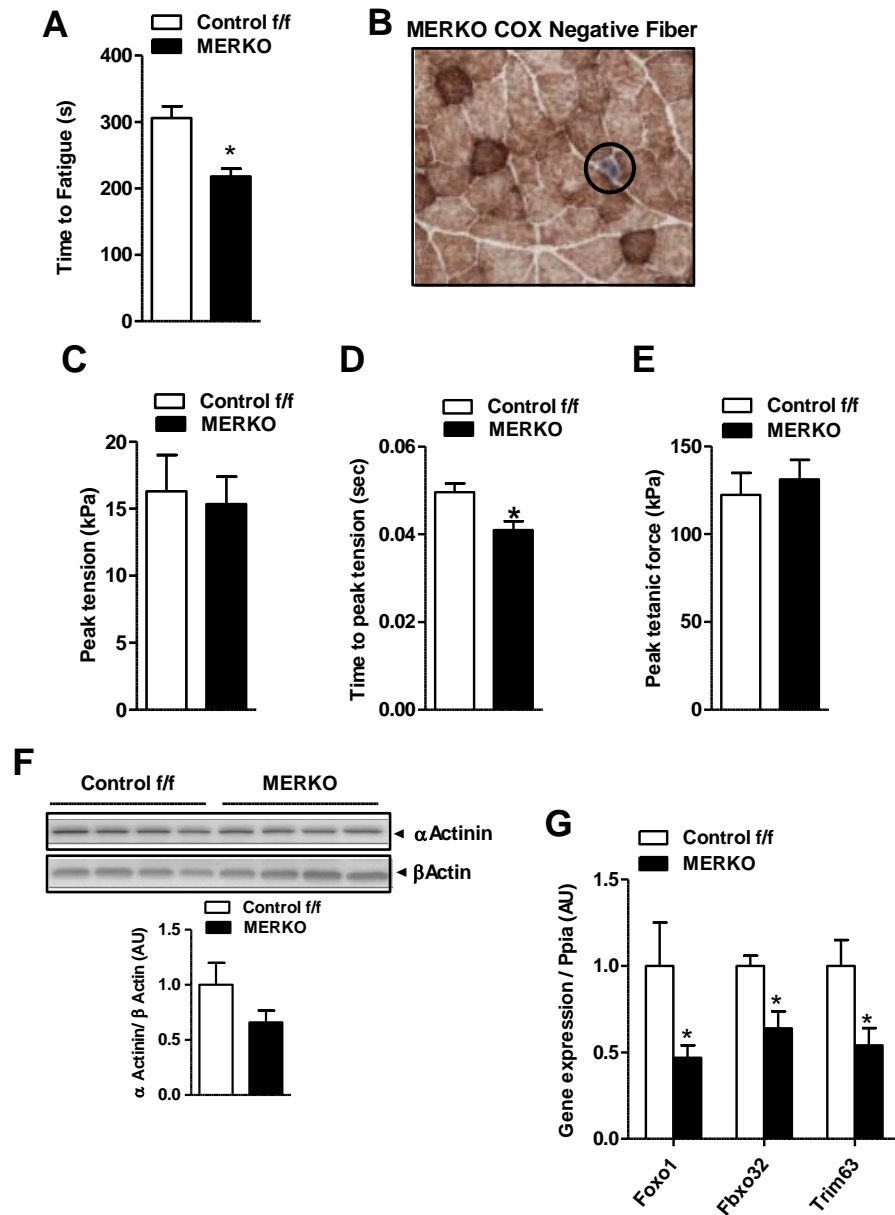 A
Control f/f
MERKO
Time to Fatigue (s)
400
300
200
100
0
*
B
MERKO COX Negative Fiber
C
Control f/f
MERKO
Peak tension (kPa)
20
15
10
5
0
D
Control f/f
MERKO
Time to peak tension (sec)
0.06
0.04
0.02
0.00
*
E
Control f/f
MERKO
Peak tetanic force (kPa)
150
100
50
0
F
Control f/f MERKO
αActinin
βActin
Control f/f
MERKO
α Actinin/ β Actin (AU)
1.5
1.0
0.5
0.0
G
Control f/f
MERKO
Gene expression / Ppia (AU)
1.5
1.0
0.5
0.0
* * *
Foxo1 Fbxo32 Trim63